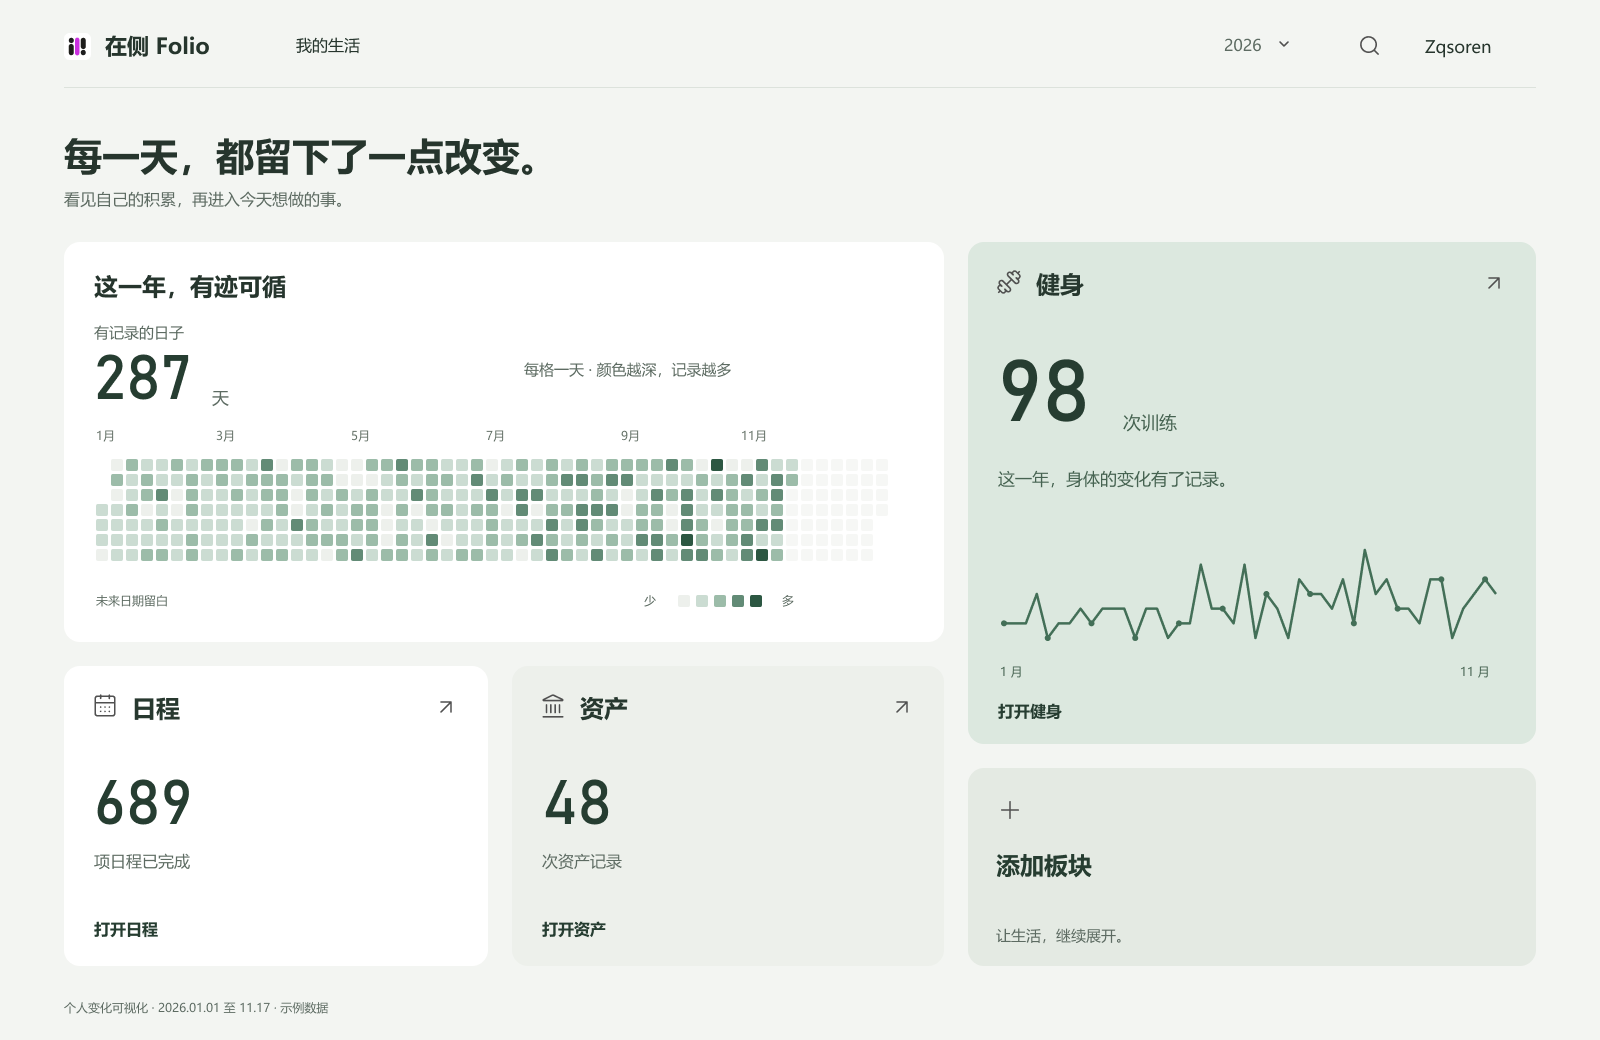 在侧 Folio
我的生活
2026
Zqsoren
每一天，都留下了一点改变。
看见自己的积累，再进入今天想做的事。
这一年，有迹可循
有记录的日子
287 天
每格一天 · 颜色越深，记录越多
1月 3月 5月 7月 9月 11月
未来日期留白
少 多
健身
98 次训练
这一年，身体的变化有了记录。
1 月 11 月
打开健身
日程
689
项日程已完成
打开日程
资产
48
次资产记录
打开资产
添加板块
让生活，继续展开。
个人变化可视化 · 2026.01.01 至 11.17 · 示例数据